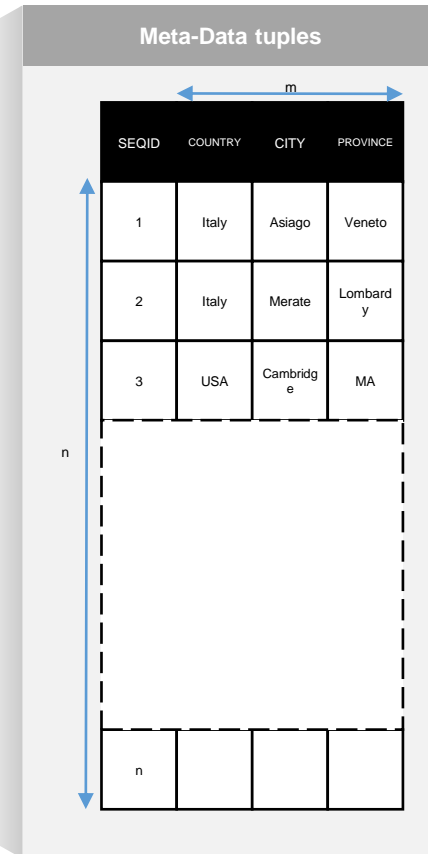 Meta-Data tuples
m
SEQID COUNTRY CITY PROVINCE
1 Italy Asiago Veneto
2 Italy Merate Lombard
y
3 USA Cambridg
e MA
n
n